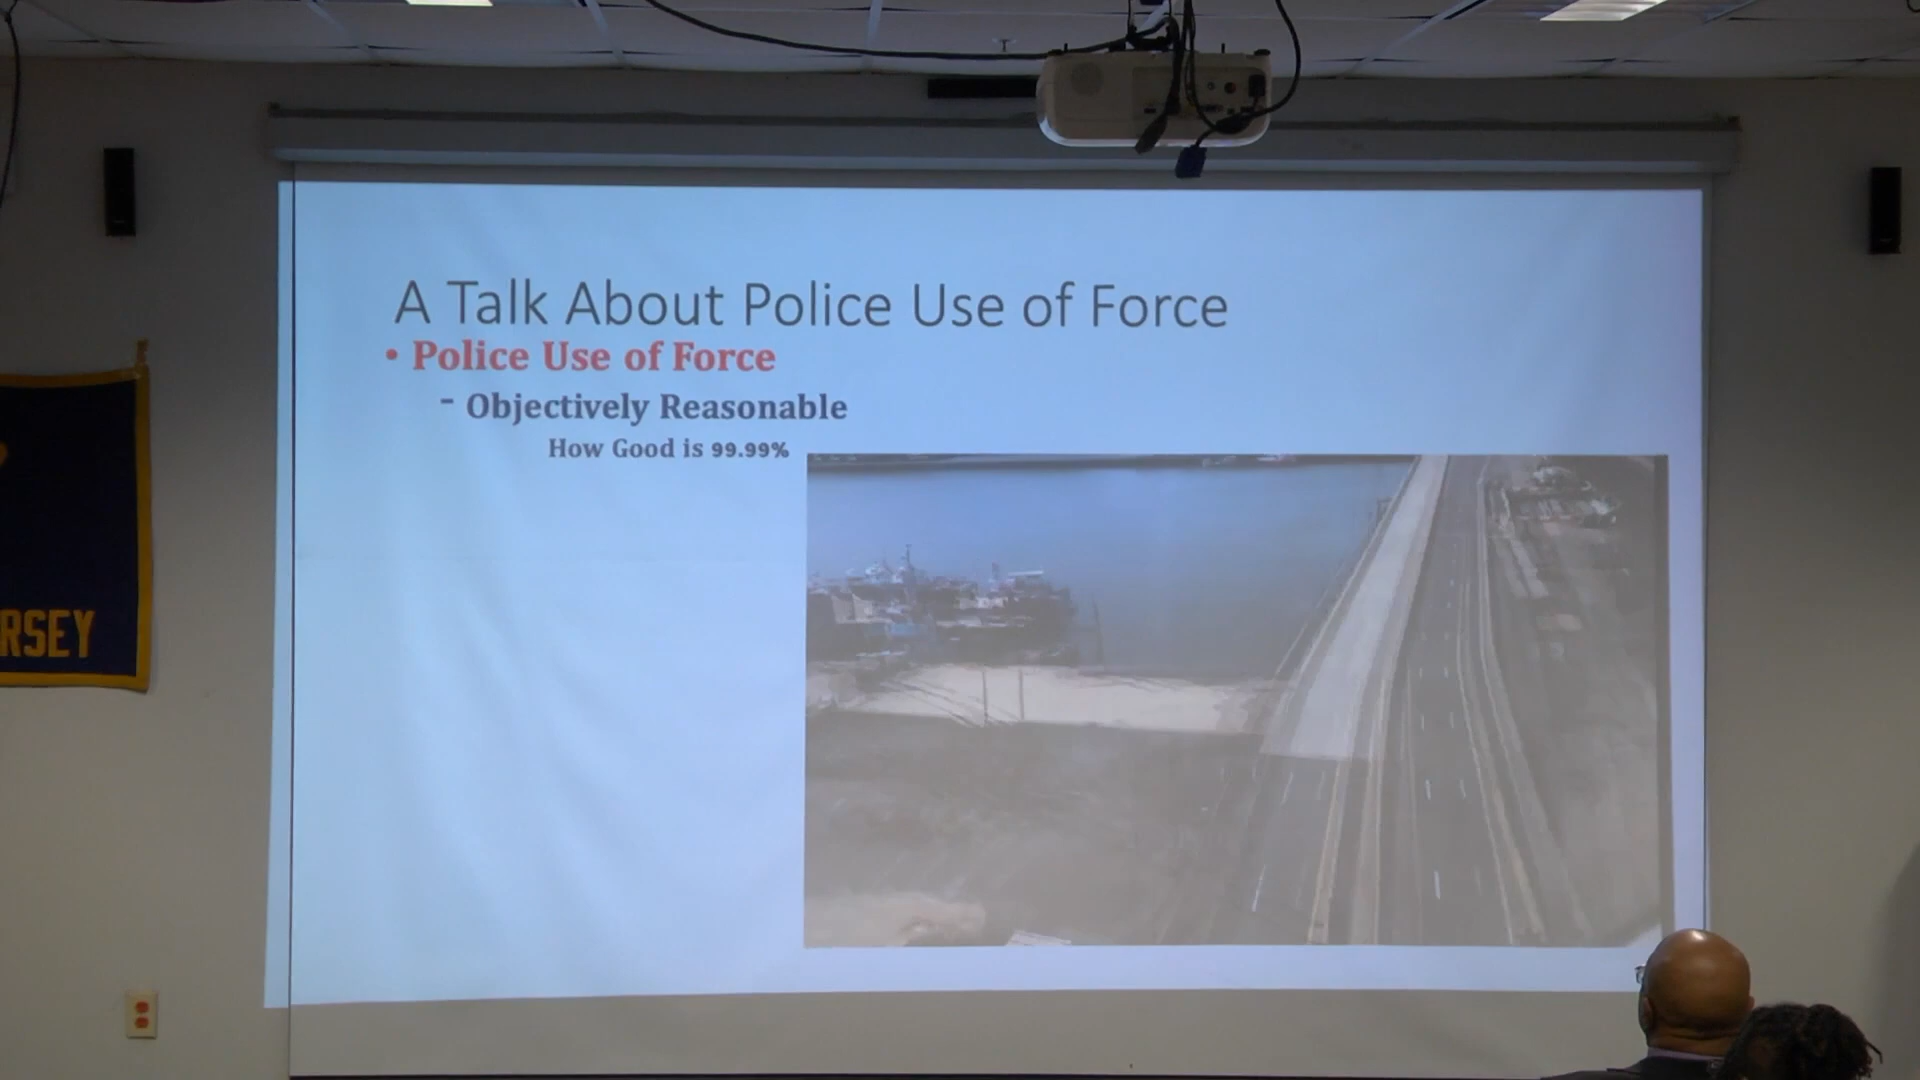 A Talk About Police Use of Force
• Police Use of Force
- Objectively Reasonable
How Good is 99.99%
RSEY